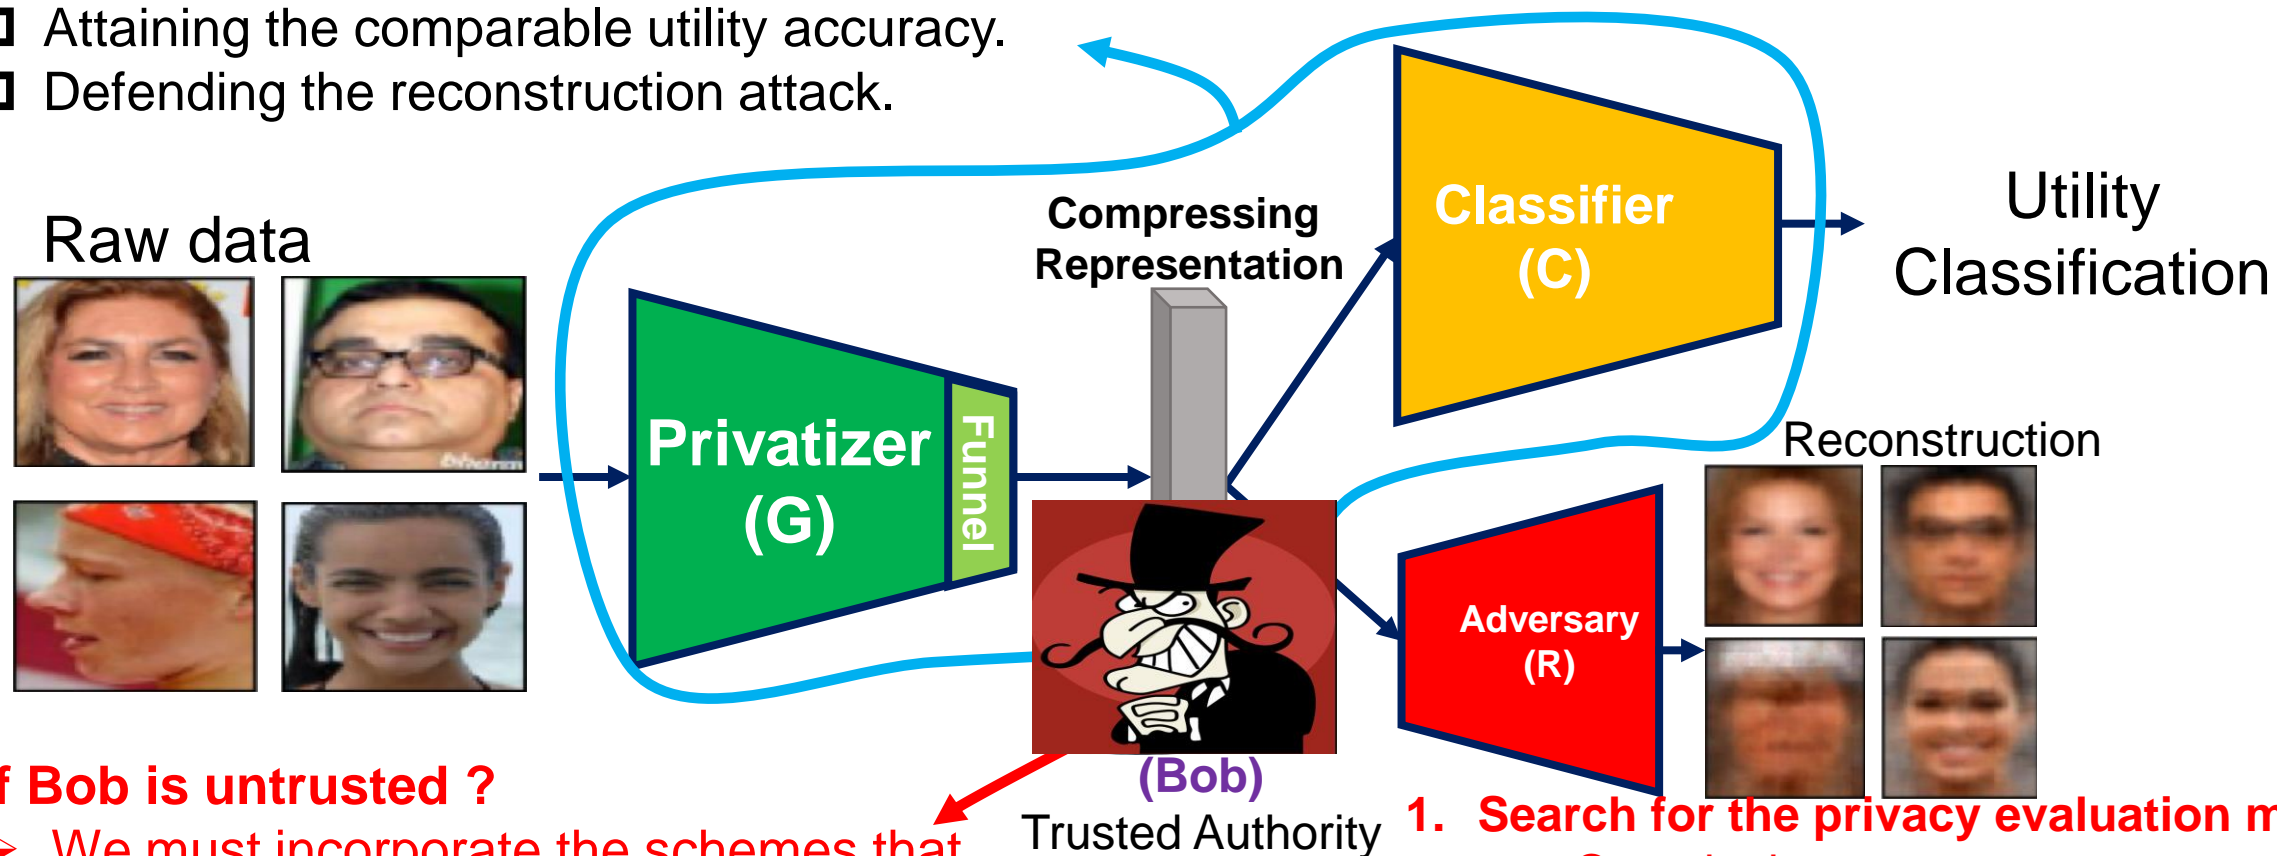 Attaining the comparable utility accuracy.
Defending the reconstruction attack.
Raw data
Compressing
Representation
Classifier
(C)
Utility
Classification
Privatizer
(G)
Funnel
Reconstruction
Adversary
(R)
(Bob)
Trusted Authority
f Bob is untrusted ?
We must incorporate the schemes that
1. Search for the privacy evaluation m